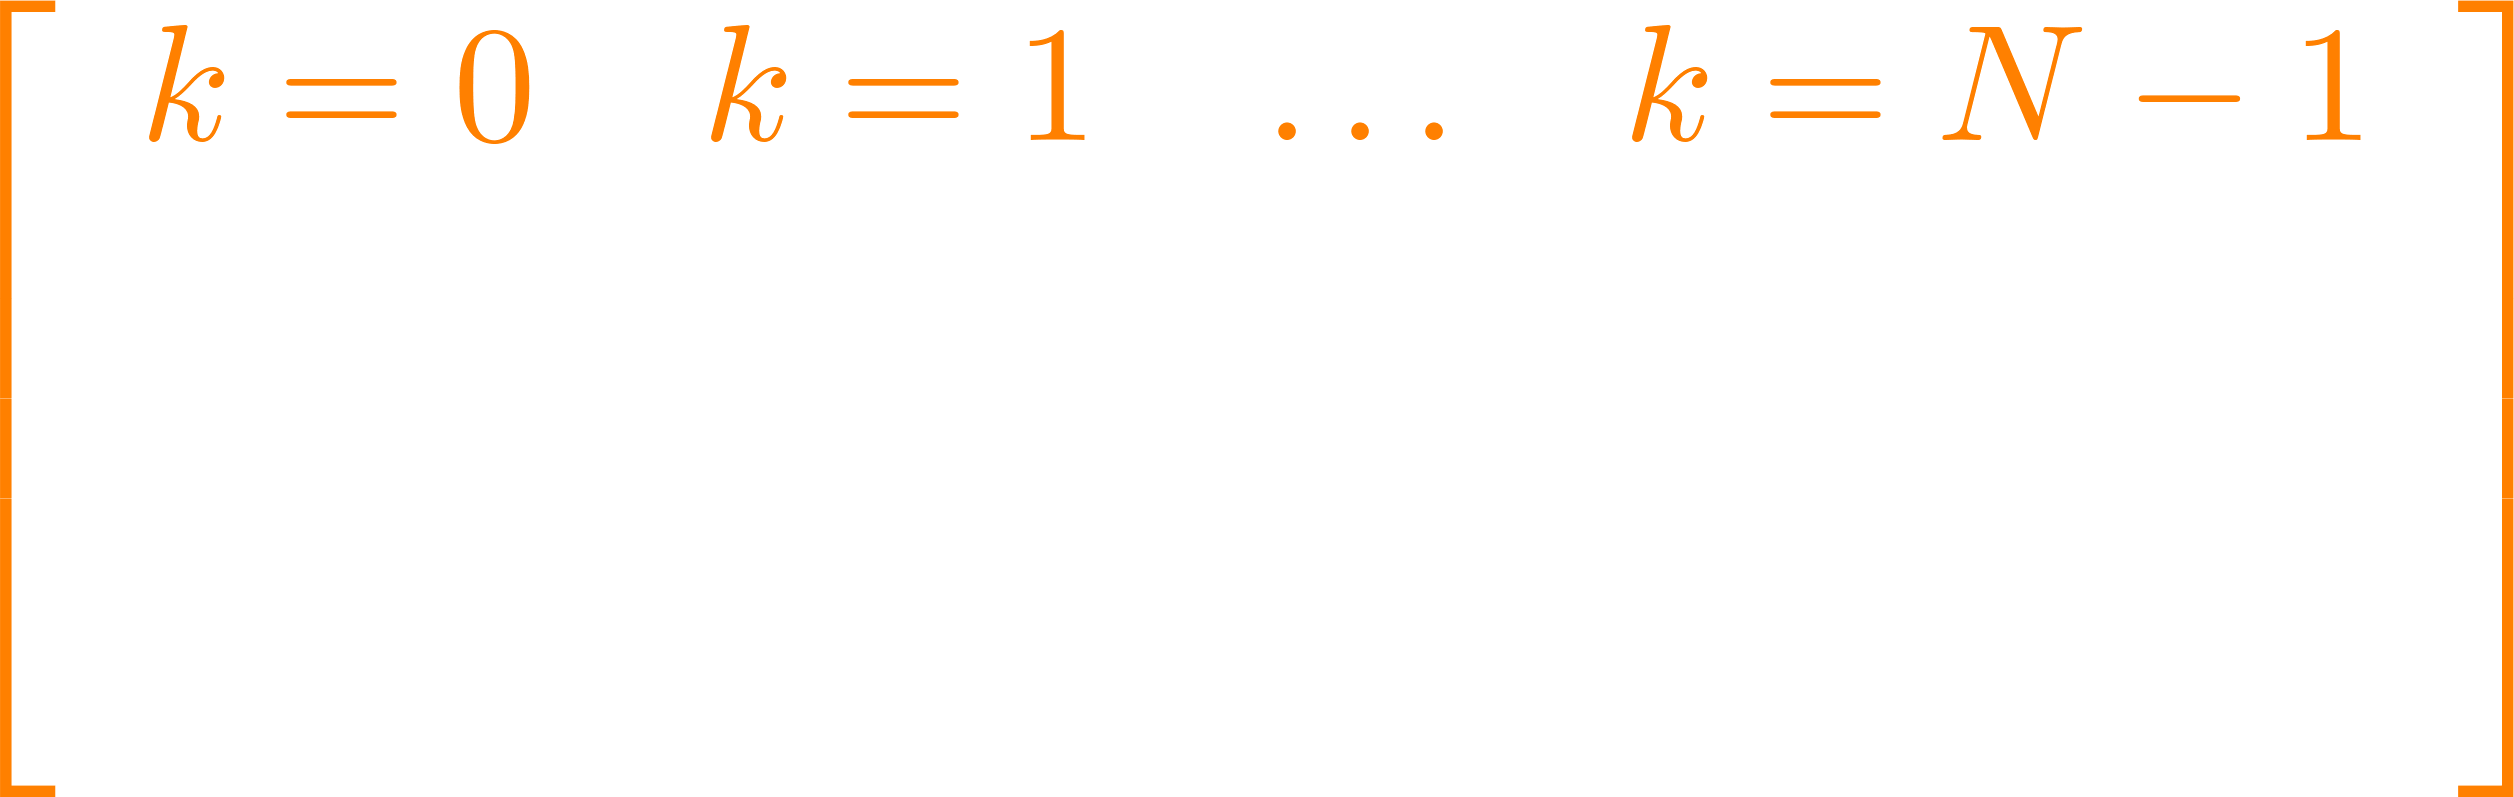 k = 0 k = 1 ... k = N − 1